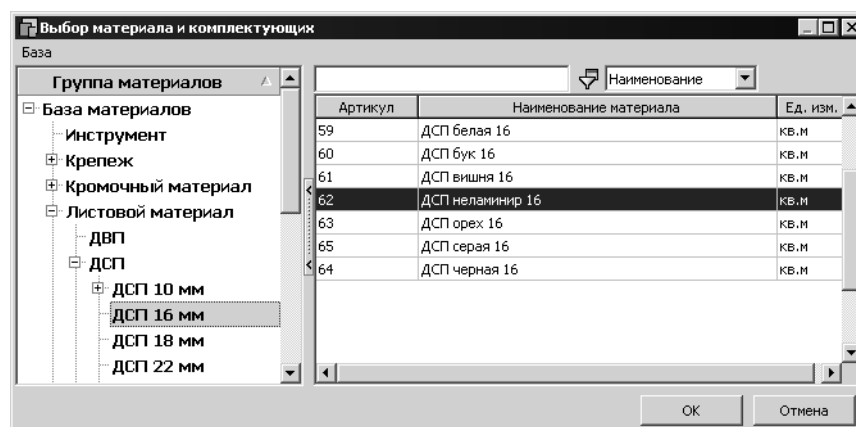 Выбор материала и комплектующих
База
Группа материалов
База материалов
Инструмент
Крепеж
Кромочный материал
Листовой материал
ДВП
ДСП
ДСП 10 мм
ДСП 16 мм
ДСП 18 мм
ДСП 22 мм
Наименование
Артикул Наименование материала Ед. изм.
59 ДСП белая 16 кв.м
60 ДСП бук 16 кв.м
61 ДСП вишня 16 кв.м
62 ДСП неламинир 16 кв.м
63 ДСП орех 16 кв.м
65 ДСП серая 16 кв.м
64 ДСП черная 16 кв.м
ОК Отмена